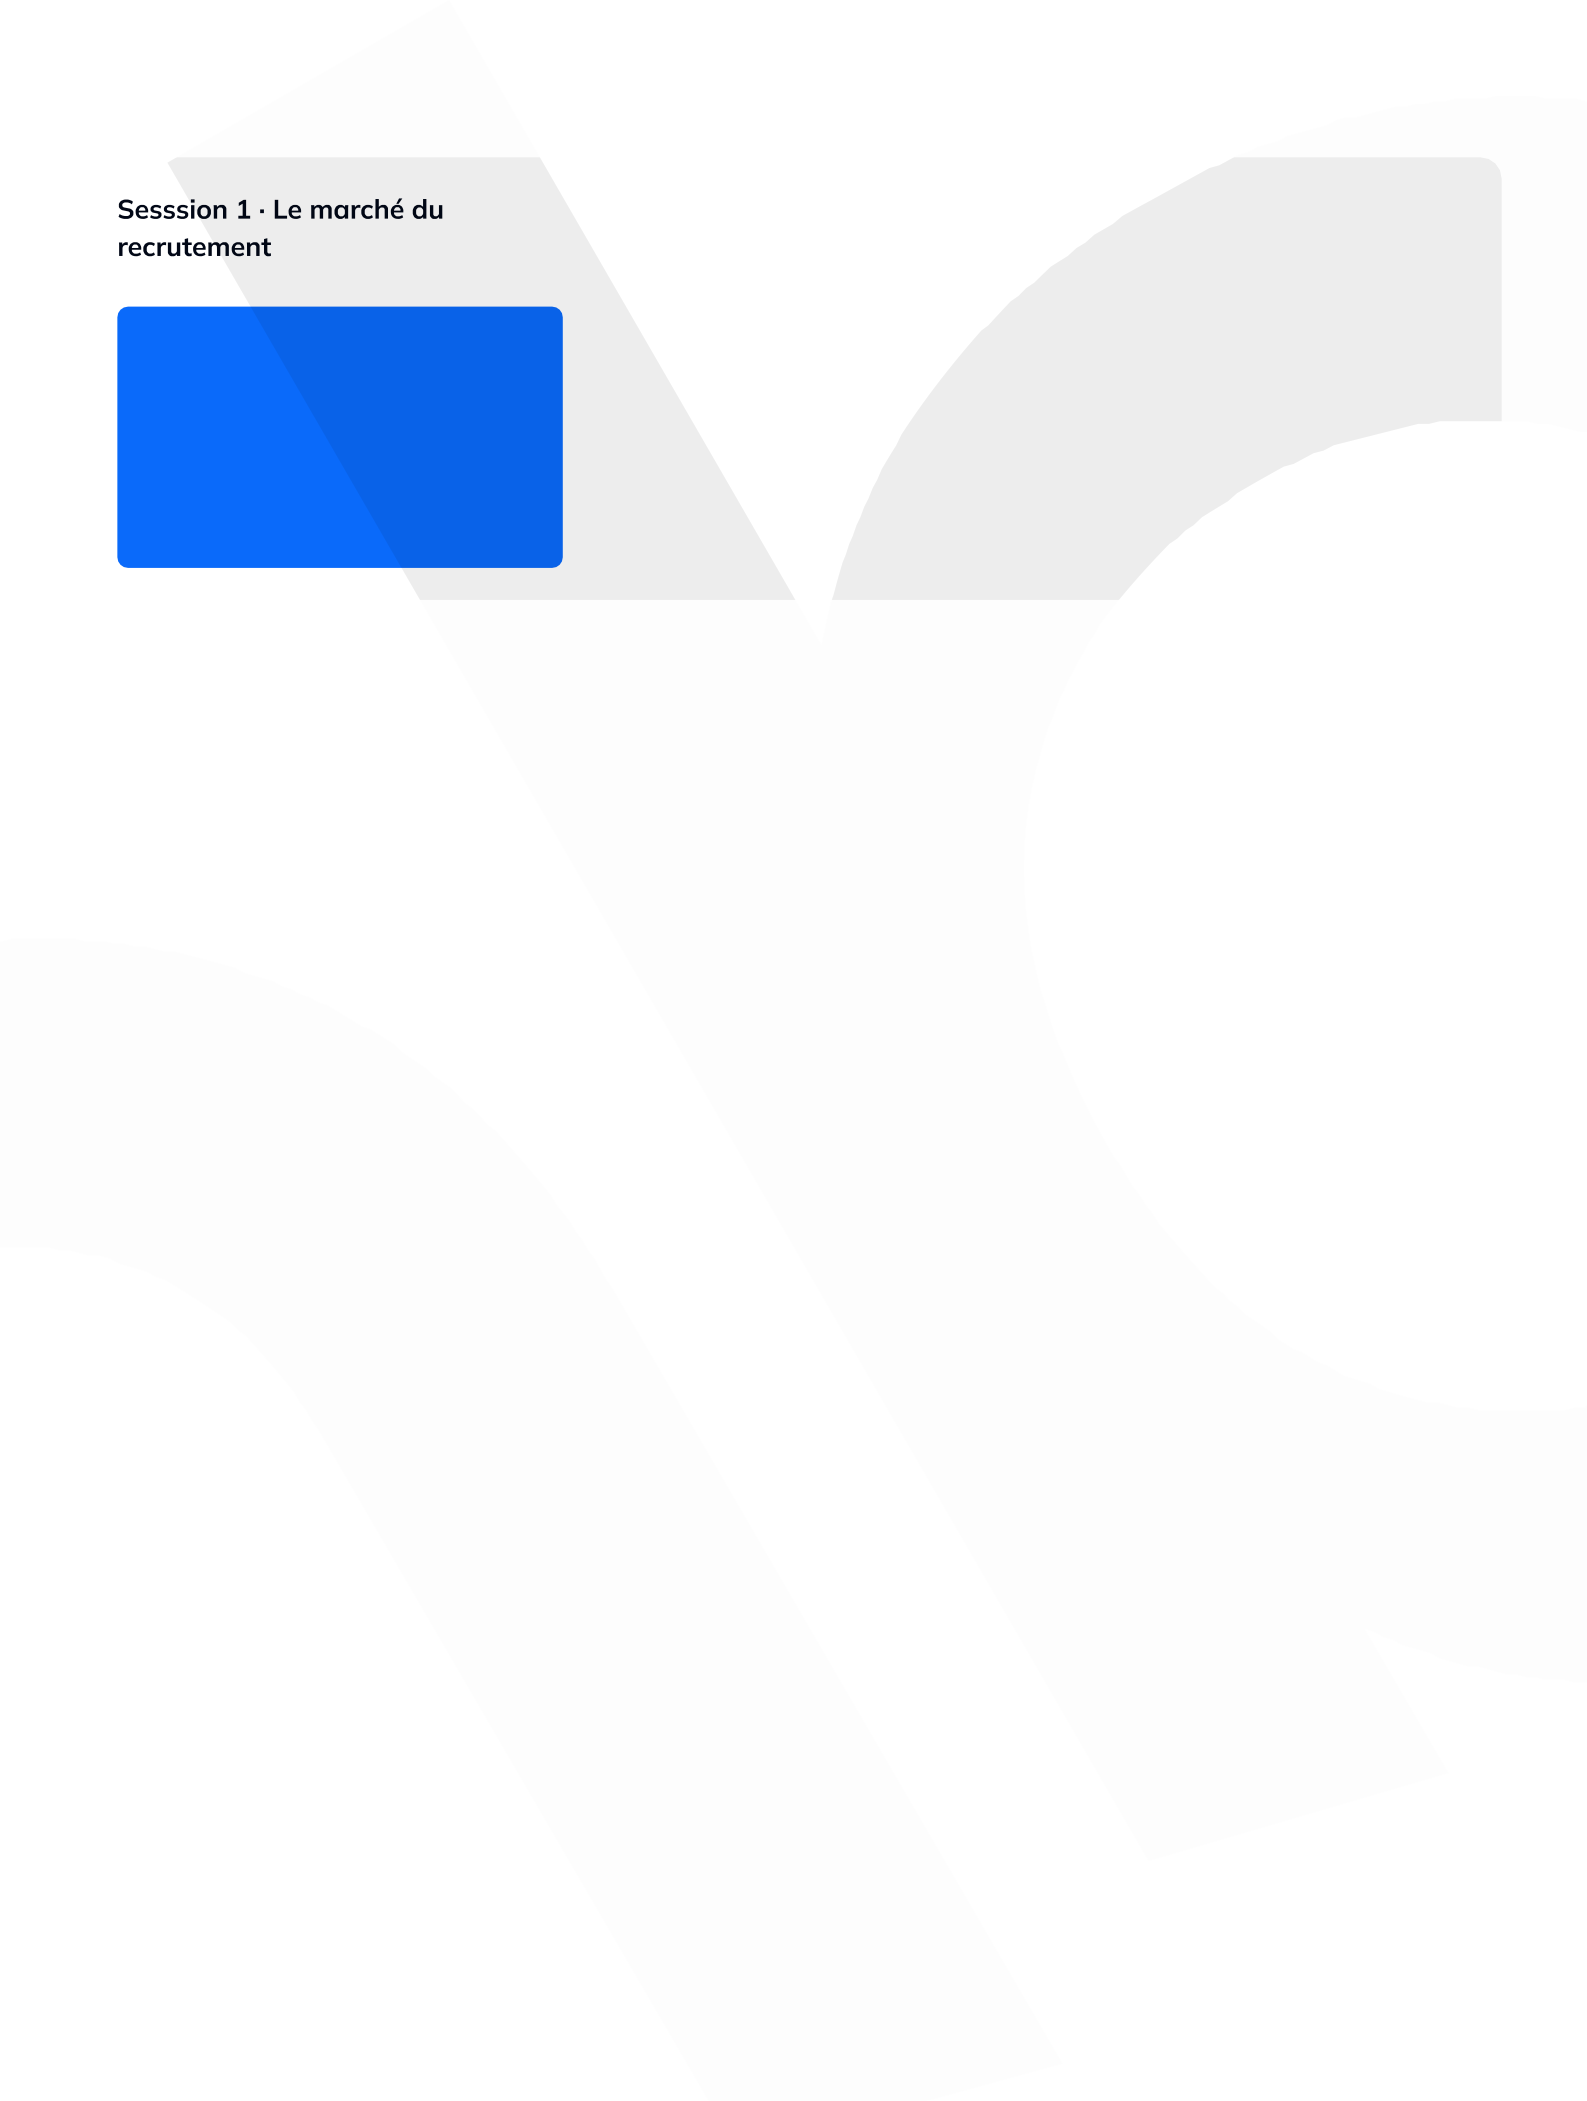 Sesssion 1 · Le marché du
recrutement